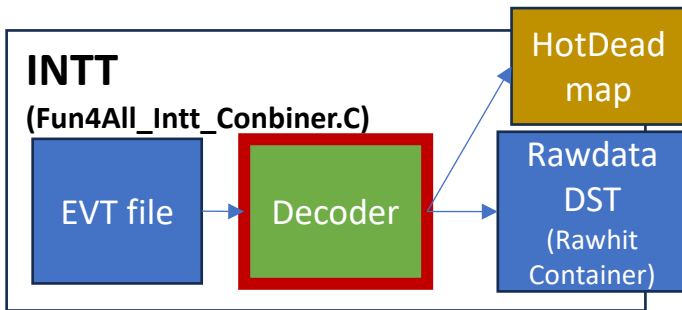 INTT
(Fun4All_Intt_Conbiner.C)
EVT file
Decoder
HotDead
map
Rawdata
DST
(Rawhit
Container)